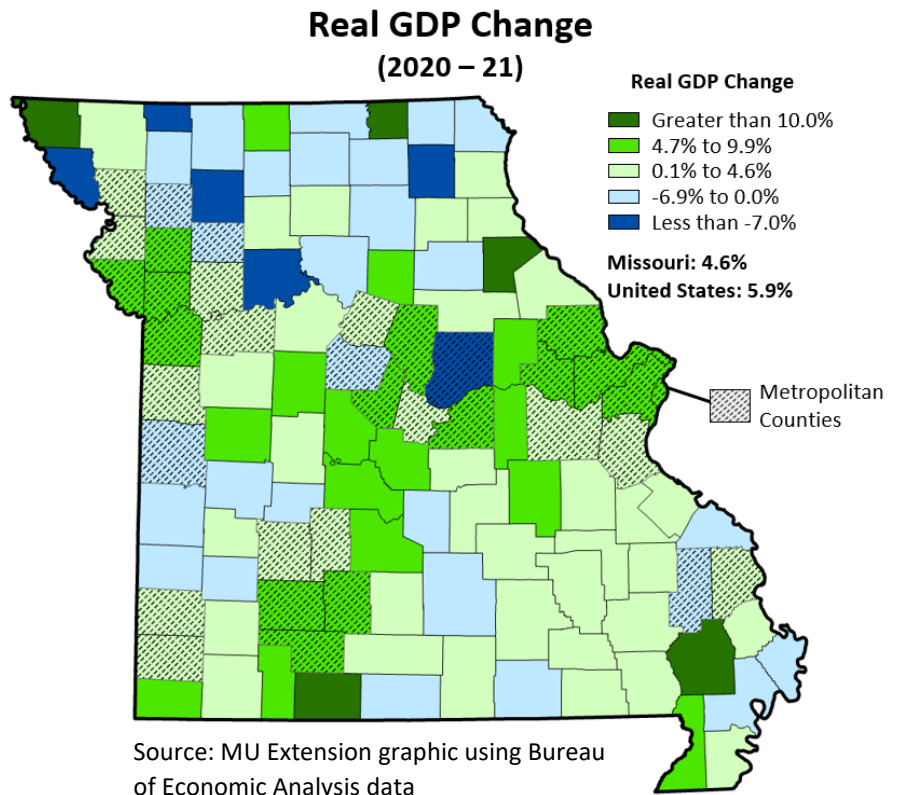 Real GDP Change
(2020 – 21)
Real GDP Change
Greater than 10.0%
4.7% to 9.9%
0.1% to 4.6%
-6.9% to 0.0%
Less than -7.0%
Missouri: 4.6%
United States: 5.9%
Metropolitan
Counties
Source: MU Extension graphic using Bureau
of Economic Analysis data